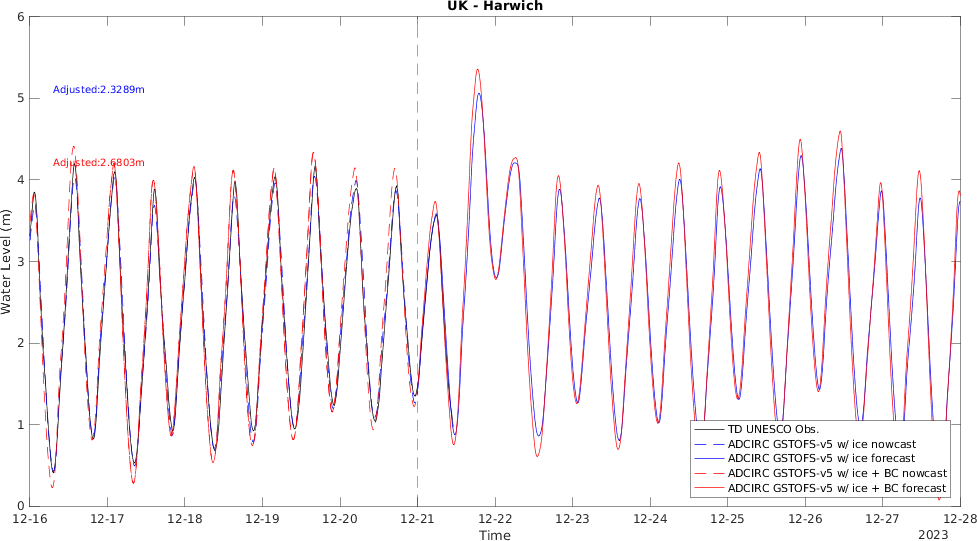 UK - Harwich
6
5
4
3
2
1
0
Water Level (m)
Adjusted:2.3289m
Adjusted:2.6803m
TD UNESCO Obs.
ADCIRC GSTOFS-v5 w/ ice nowcast
ADCIRC GSTOFS-v5 w/ ice forecast
ADCIRC GSTOFS-v5 w/ ice + BC nowcast
ADCIRC GSTOFS-v5 w/ ice + BC forecast
12-16 12-17 12-18 12-19 12-20 12-21 12-22 12-23 12-24 12-25 12-26 12-27 12-28
Time
2023